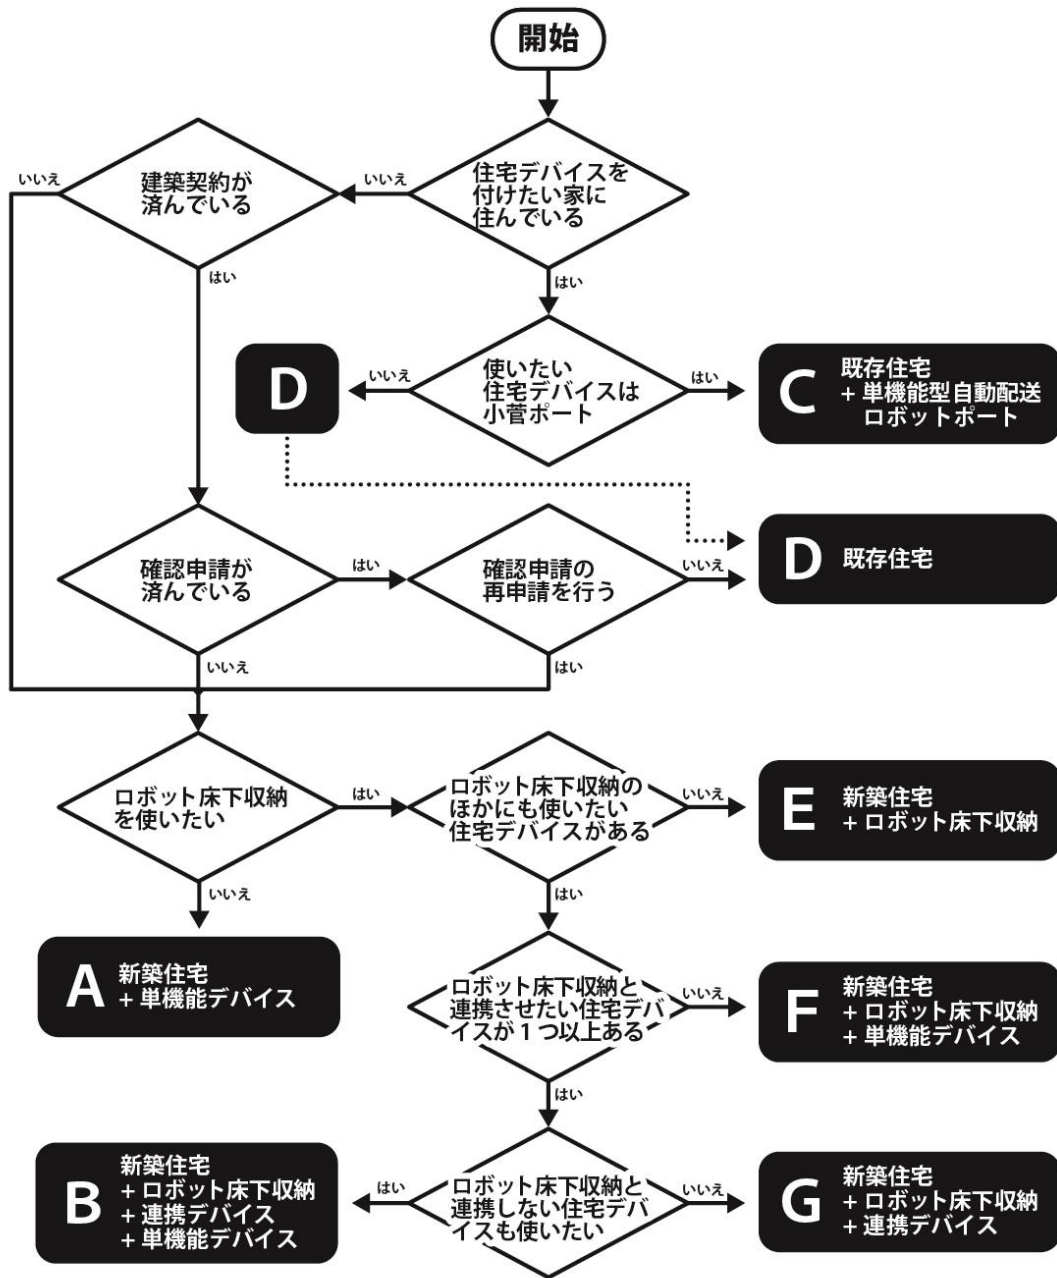 開始
住宅デバイスを
付けたい家に
住んでいる
いいえ
建築契約が
済んでいる
いいえ
はい
はい
使いたい
住宅デバイスは
小菅ポート
いいえ
D
はい
C
既存住宅
+ 単機能型自動配送
ロボットポート
確認申請が
済んでいる
はい
確認申請の
再申請を行う
いいえ
D
既存住宅
いいえ
はい
ロボット床下収納
を使いたい
はい
ロボット床下収納の
ほかにも使いたい
住宅デバイスがある
いいえ
E
新築住宅
+ ロボット床下収納
いいえ
はい
A
新築住宅
+ 単機能デバイス
ロボット床下収納と
連携させたい住宅デバ
イスが 1 つ以上ある
いいえ
F
新築住宅
+ ロボット床下収納
+ 単機能デバイス
はい
B
新築住宅
+ ロボット床下収納
+ 連携デバイス
+ 単機能デバイス
はい
ロボット床下収納と
連携しない住宅デバ
イスも使いたい
いいえ
G
新築住宅
+ ロボット床下収納
+ 連携デバイス